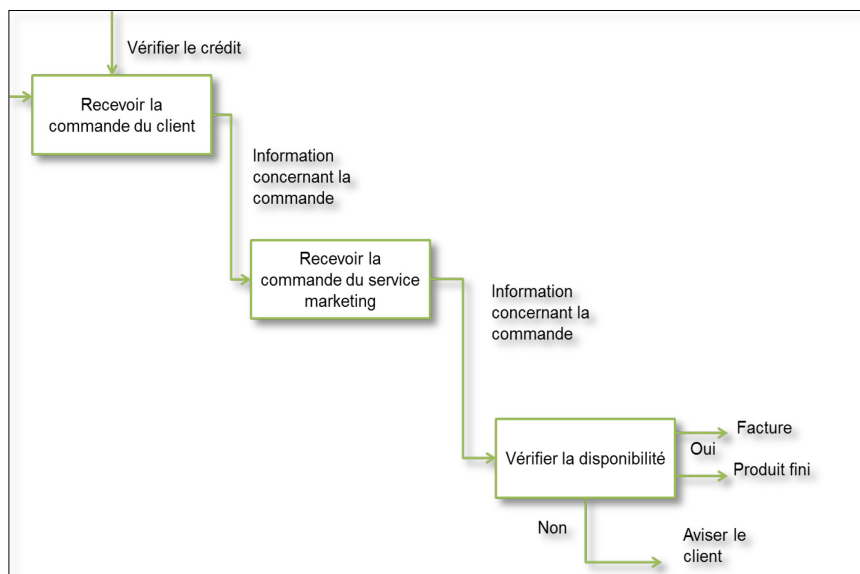 Vérifier le crédit
Recevoir la
commande du client
Information
concernant la
commande
Recevoir la
commande du service
marketing
Information
concernant la
commande
Vérifier la disponibilité
Facture
Oui
Produit fini
Non
Aviser le
client